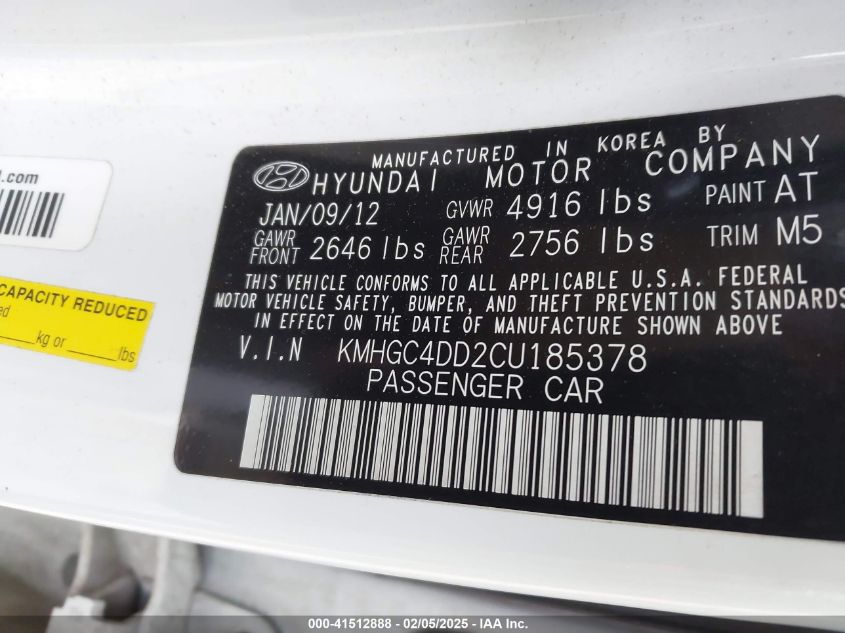 MANUFACTURED IN KOREA BY
HYUNDAI MOTOR COMPANY
JAN/09/12 GVWR 4916 lbs PAINT AT
GAWR FRONT 2646 lbs GAWR REAR 2756 lbs TRIM M5
THIS VEHICLE CONFORMS TO ALL APPLICABLE U.S.A. FEDERAL
MOTOR VEHICLE SAFETY, BUMPER, AND THEFT PREVENTION STANDARDS
IN EFFECT ON THE DATE OF MANUFACTURE SHOWN ABOVE
V.I.N KMHGC4DD2CU185378
PASSENGER CAR
.com
CAPACITY REDUCED
kg or lbs
000-41512888 - 02/05/2025 - IAA Inc.